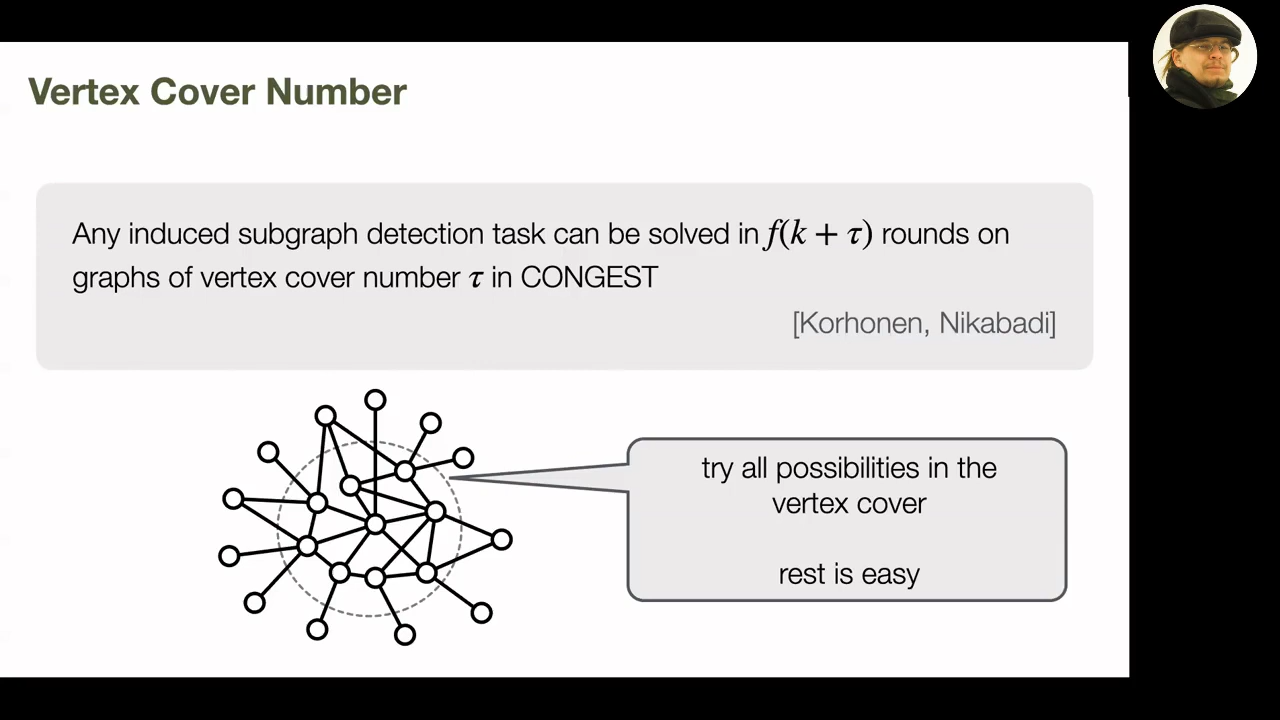 Vertex Cover Number
Any induced subgraph detection task can be solved in f(k + τ) rounds on
graphs of vertex cover number τ in CONGEST
[Korhonen, Nikabadi]
try all possibilities in the
vertex cover
rest is easy